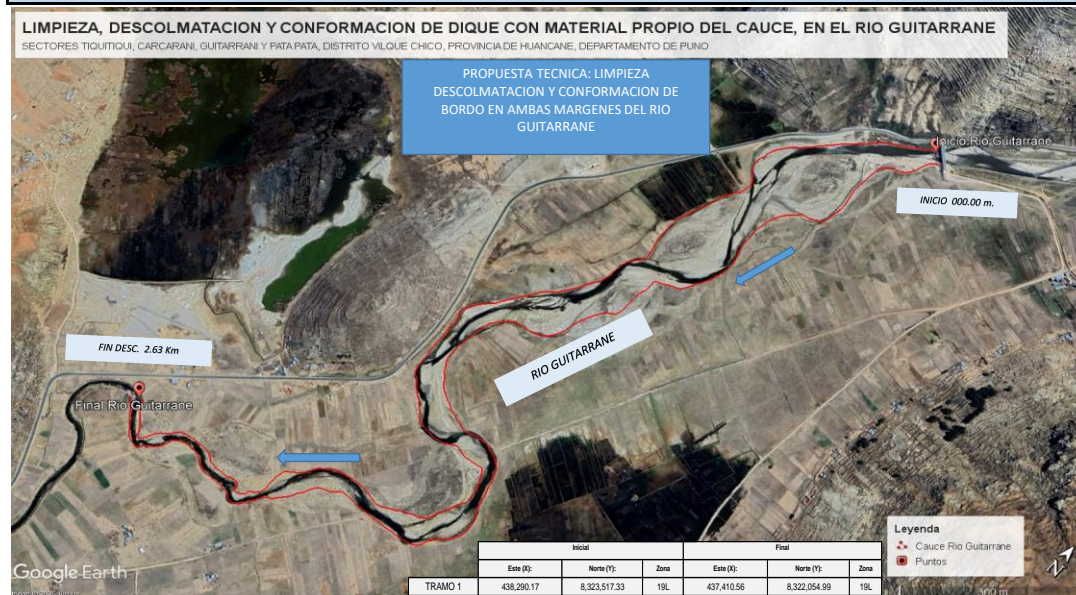 LIMPIEZA, DESCOLMATACION Y CONFORMACION DE DIQUE CON MATERIAL PROPIO DEL CAUCE, EN EL RIO GUITARRANE
SECTORES TIQUITIQUI, CARCARANI, GUITARRANI Y PATA PATA, DISTRITO VILQUE CHICO, PROVINCIA DE HUANCANE, DEPARTAMENTO DE PUNO
PROPUESTA TECNICA: LIMPIEZA
DESCOLMATACION Y CONFORMACION DE
BORDO EN AMBAS MARGENES DEL RIO
GUITARRANE
Inicio Rio Guitarrane
INICIO 000.00 m.
RIO GUITARRANE
FIN DESC. 2.63 Km
Final Rio Guitarrane
Leyenda
Cauce Rio Guitarrane
Puntos
N
300 m
Google Earth
Inicial Final
Este (X): Norte (Y): Zona Este (X): Norte (Y): Zona
TRAMO 1 438,290.17 8,323,517.33 19L 437,410.56 8,322,054.99 19L